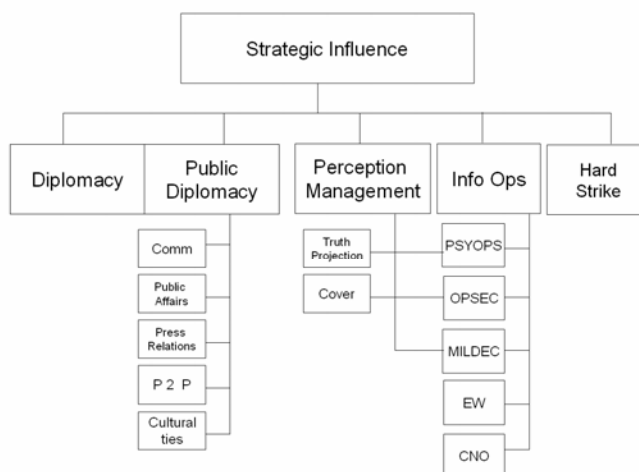 Strategic Influence
Diplomacy
Public
Diplomacy
Perception
Management
Info Ops
Hard
Strike
Comm
Public
Affairs
Press
Relations
P 2 P
Cultural
ties
Truth
Projection
Cover
PSYOPS
OPSEC
MILDEC
EW
CNO